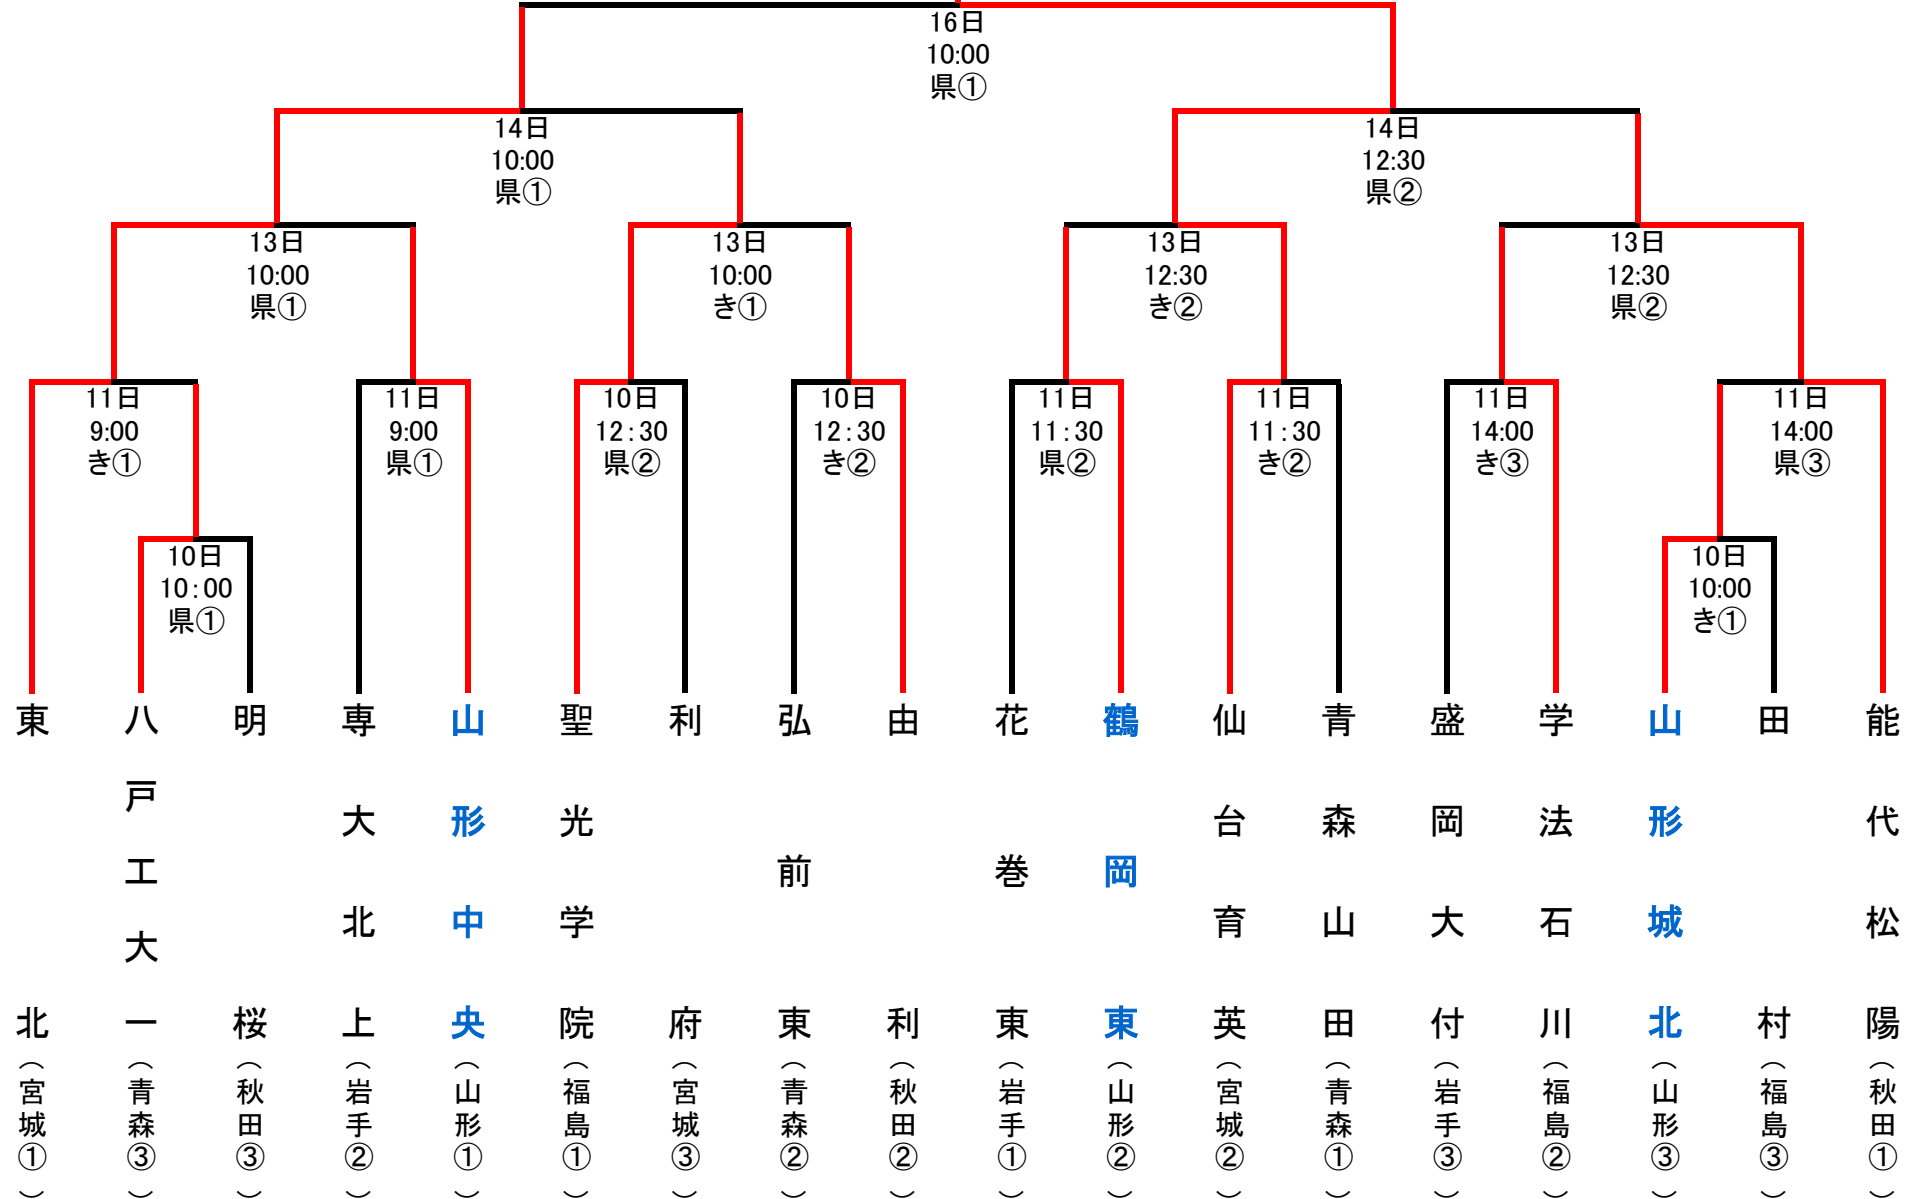 16日
10:00
県①
14日
10:00
県①
14日
12:30
県②
13日
10:00
県①
13日
10:00
き①
13日
12:30
き②
13日
12:30
県②
11日
9:00
き①
11日
9:00
県①
10日
12:30
県②
10日
12:30
き②
11日
11:30
県②
11日
11:30
き②
11日
14:00
き③
11日
14:00
県③
10日
10:00
県①
10日
10:00
き①
東北(宮城①)
八戸工大一(青森③)
明桜(秋田③)
専大北上(岩手②)
山形中央(山形①)
聖光学院(福島①)
利府(宮城③)
弘前東(青森②)
由利(秋田②)
花巻東(岩手①)
鶴岡東(山形②)
仙台育英(宮城②)
青森山田(青森①)
盛岡大付(岩手③)
学法石川(福島②)
山形城北(山形③)
田村(福島③)
能代松陽(秋田①)